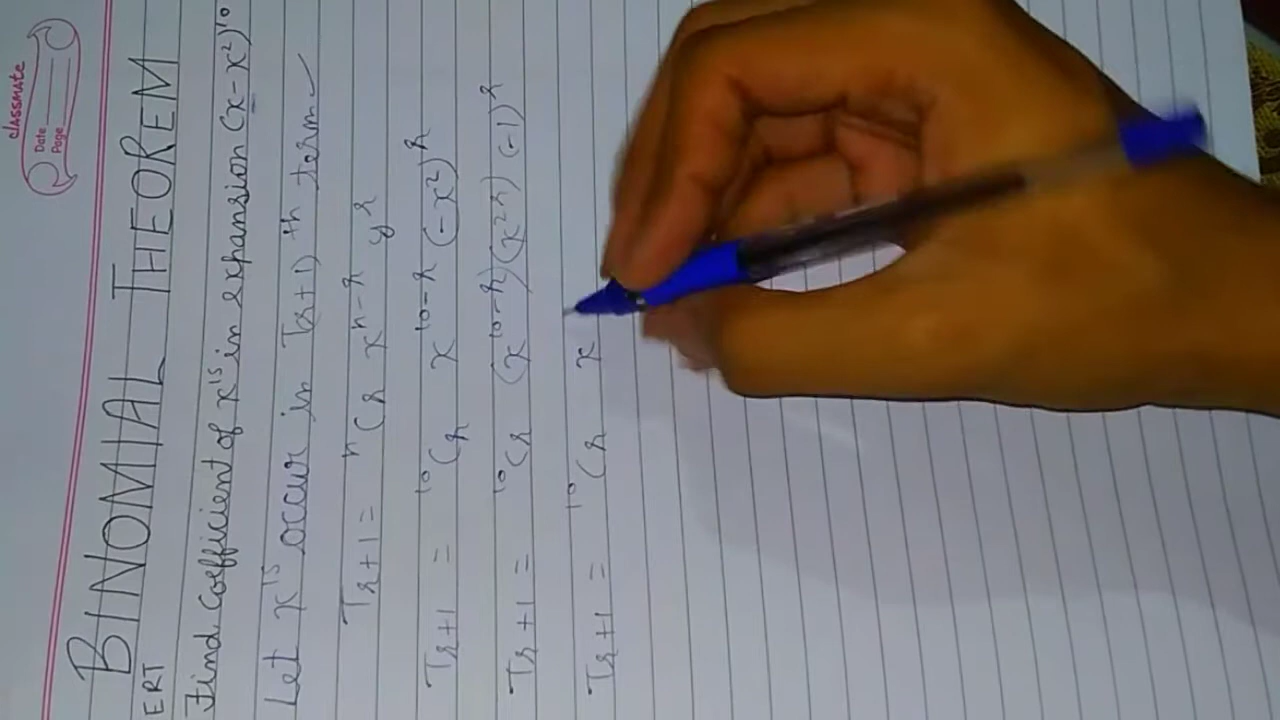 classmate
Date
Page
BINOMIAL THEOREM
ERT
Find coefficient of x¹⁵ in expansion (x-x²)¹⁰
Let x¹⁵ occur in Tr+1)th term
Tr+1 = ⁿCr xⁿ⁻ʳ yʳ
Tr+1 = ¹⁰Cr x¹⁰⁻ʳ (-x²)ʳ
Tr+1 = ¹⁰Cr (x¹⁰⁻ʳ)(x²ʳ) (-1)ʳ
Tr+1 = ¹⁰Cr x